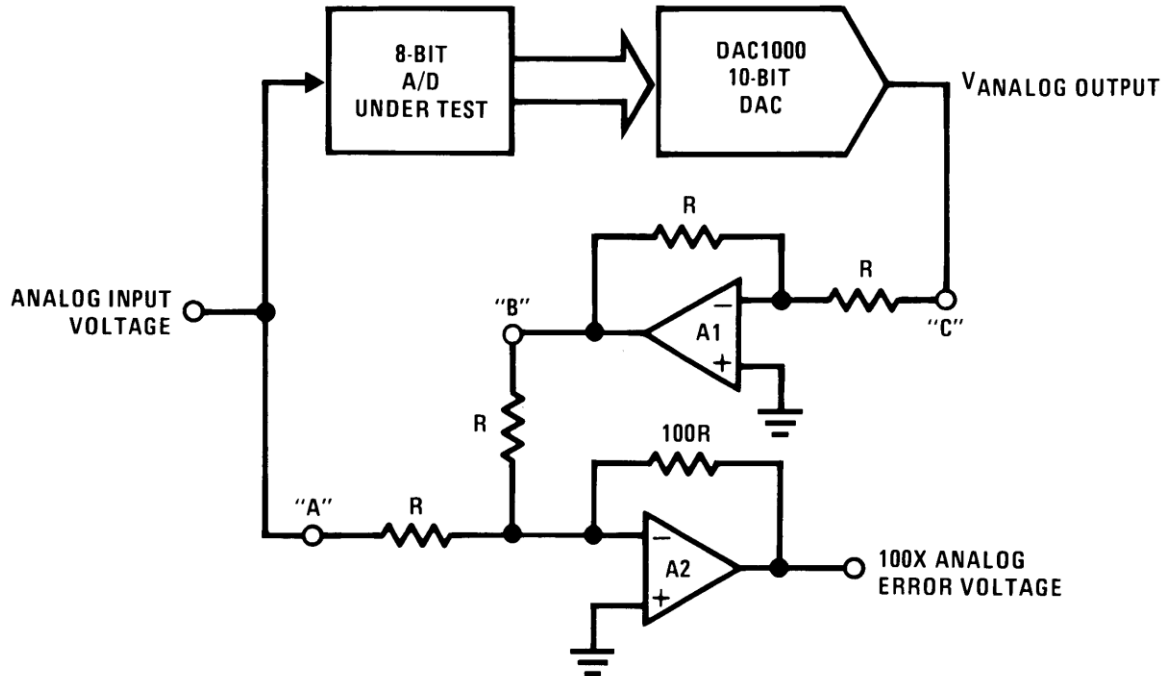 8-BIT
A/D
UNDER TEST
DAC1000
10-BIT
DAC
VANALOG OUTPUT
R
R
ANALOG INPUT
VOLTAGE
"B"
−
A1
+
"C"
R
100R
"A"
R
−
A2
+
100X ANALOG
ERROR VOLTAGE